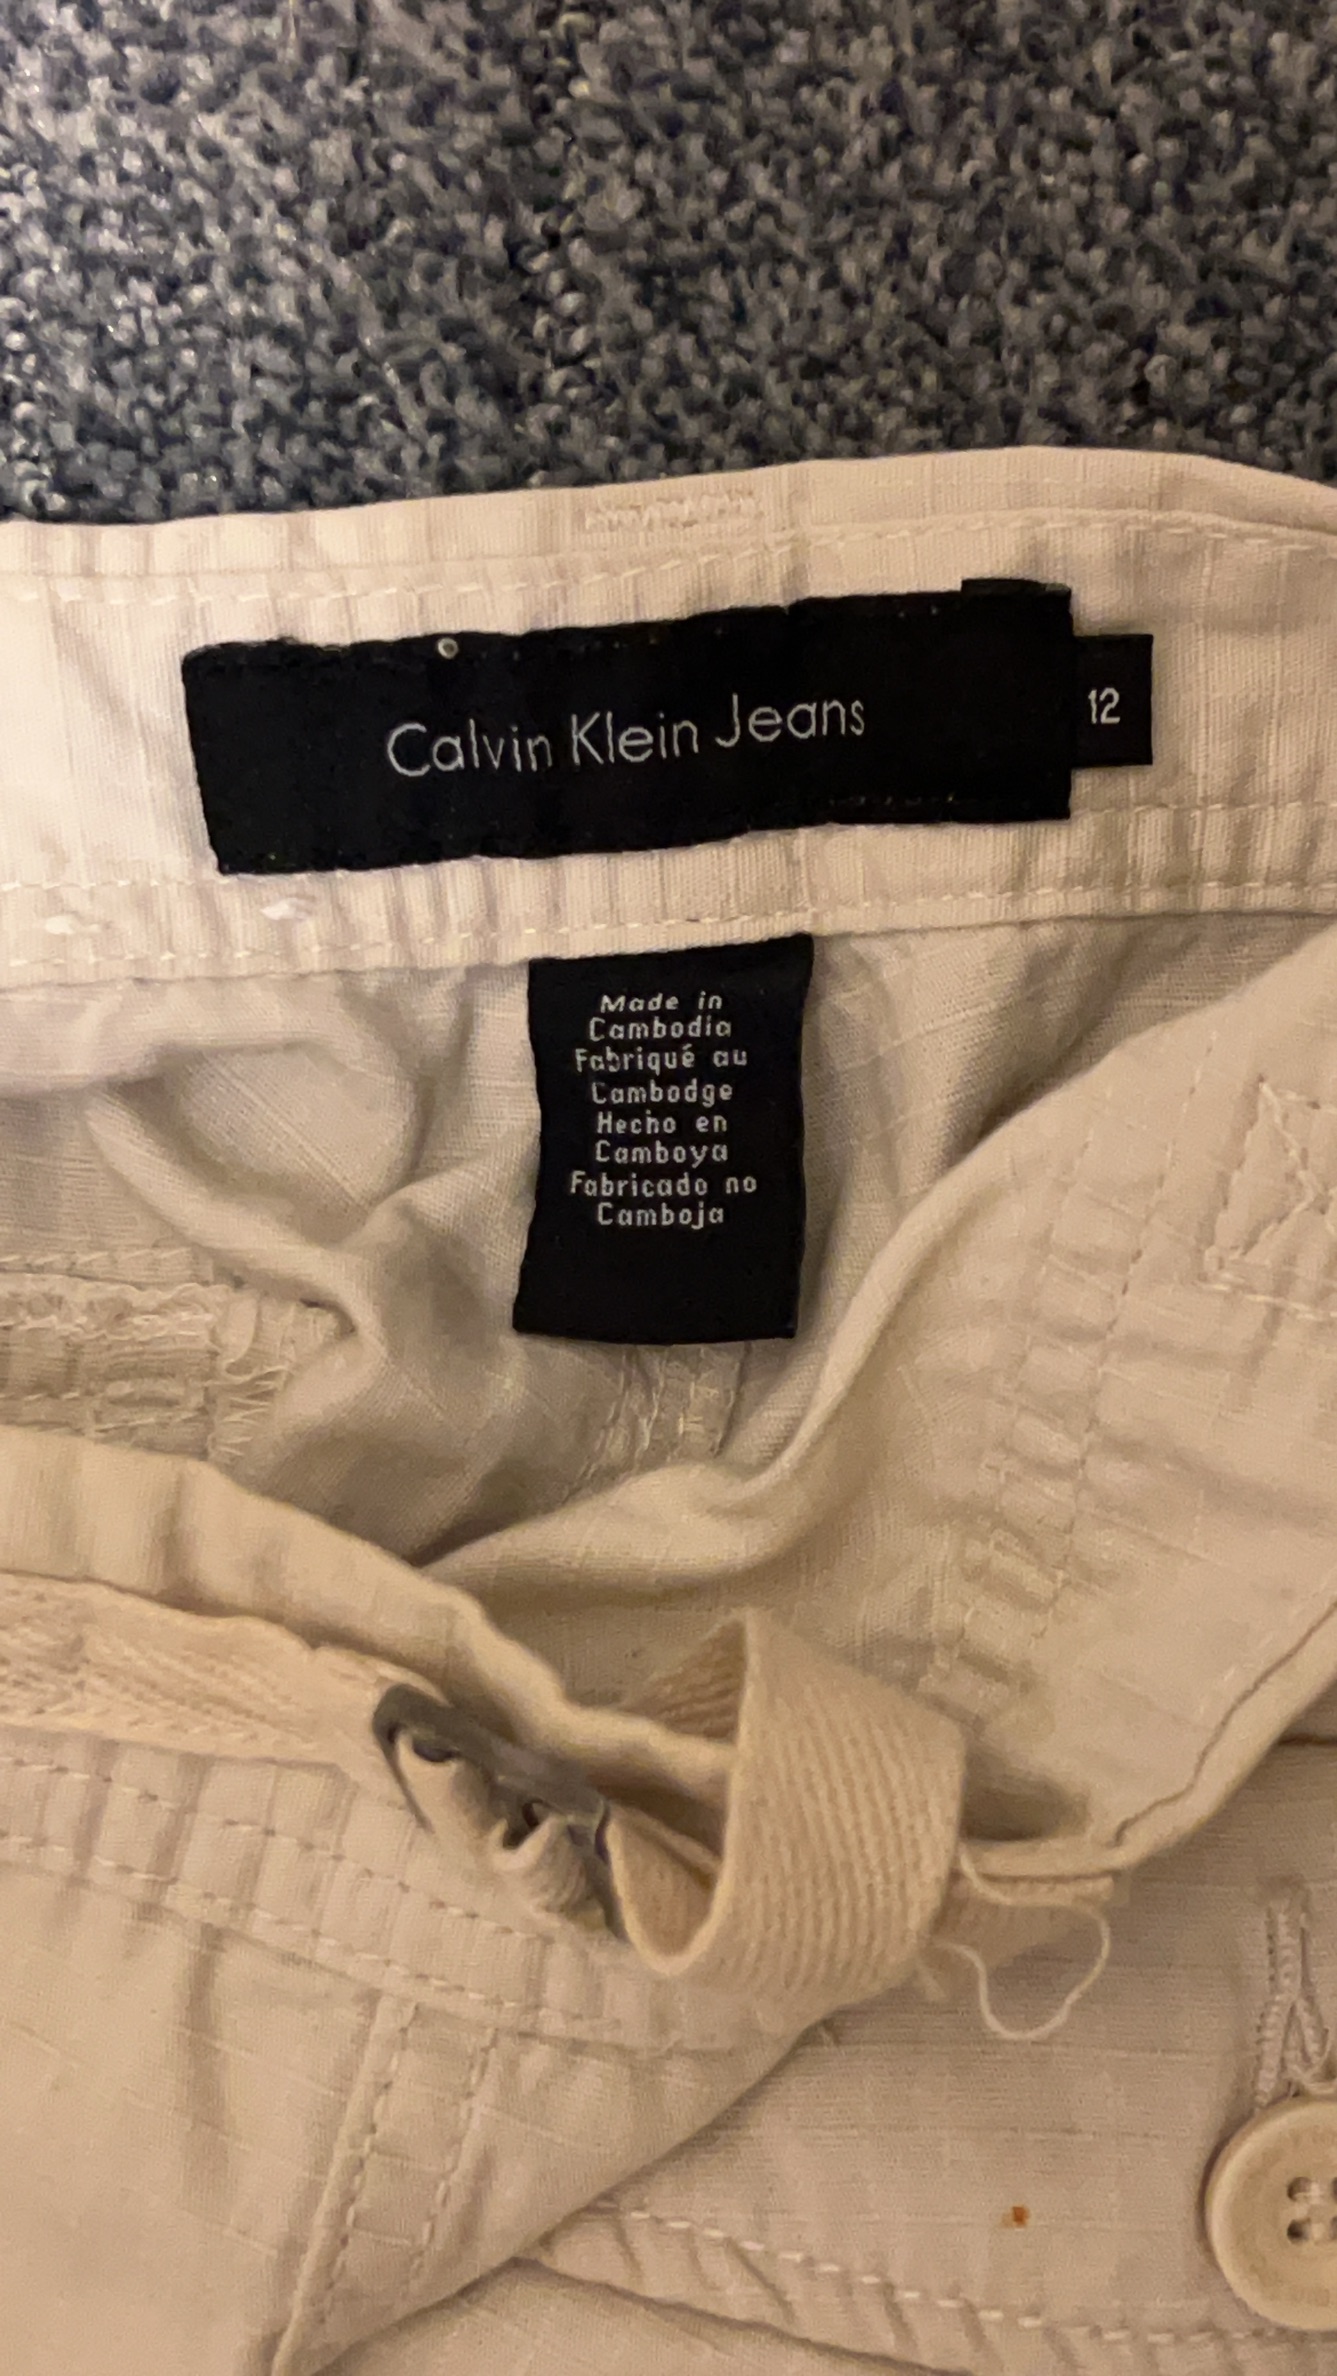 Calvin Klein Jeans
12
Made in
Cambodia
Fabriqué au
Cambodge
Hecho en
Camboya
Fabricado no
Camboja